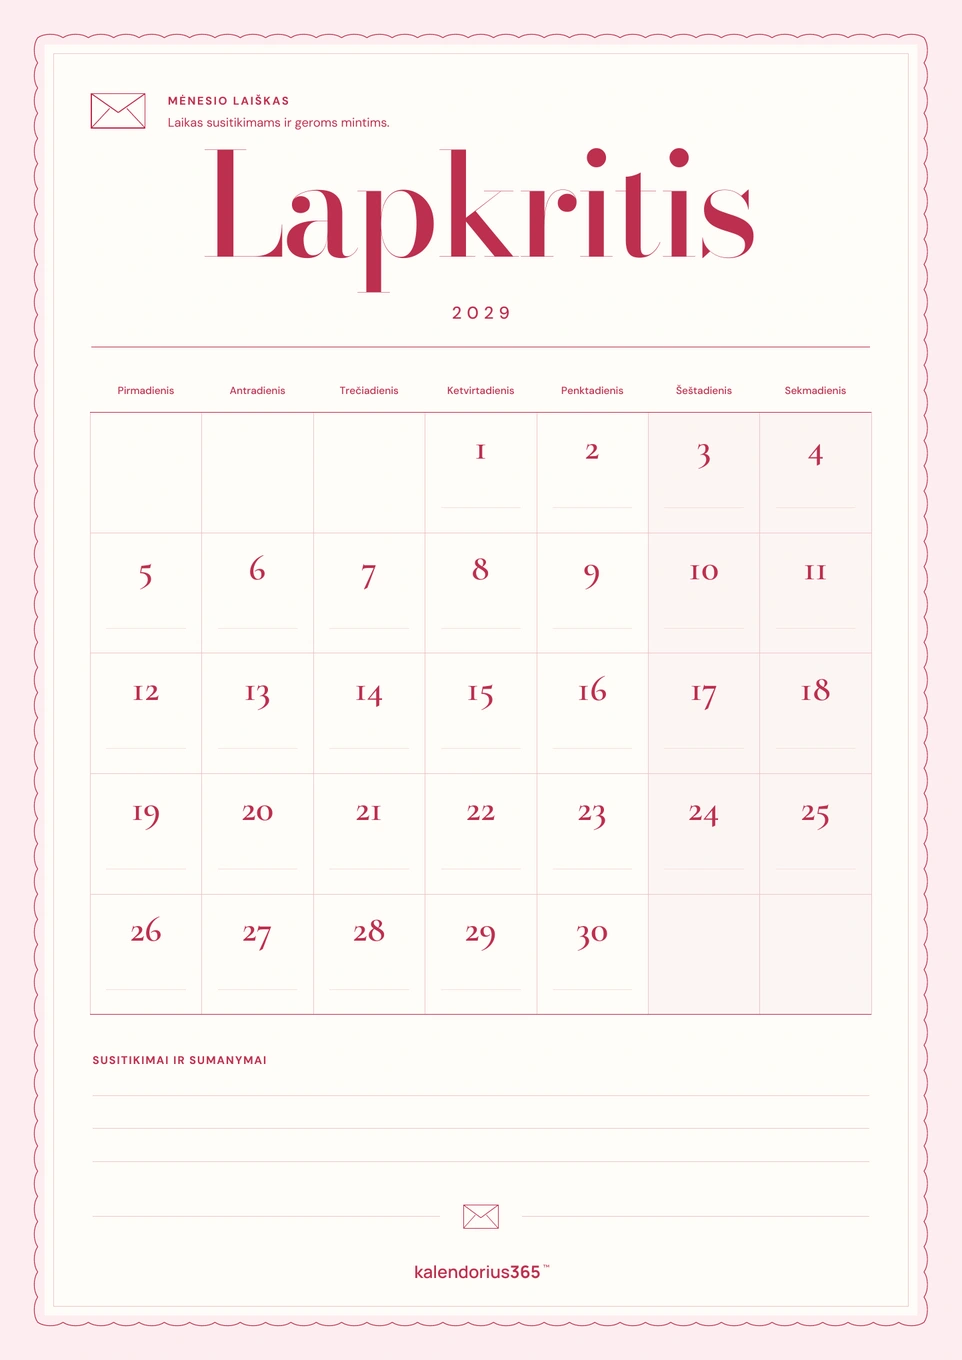 MĖNESIO LAIŠKAS
Laikas susitikimams ir geroms mintims.
Lapkritis
2029
Pirmadienis Antradienis Trečiadienis Ketvirtadienis Penktadienis Šeštadienis Sekmadienis
1 2 3 4
5 6 7 8 9 10 11
12 13 14 15 16 17 18
19 20 21 22 23 24 25
26 27 28 29 30
SUSITIKIMAI IR SUMANYMAI
kalendorius365™